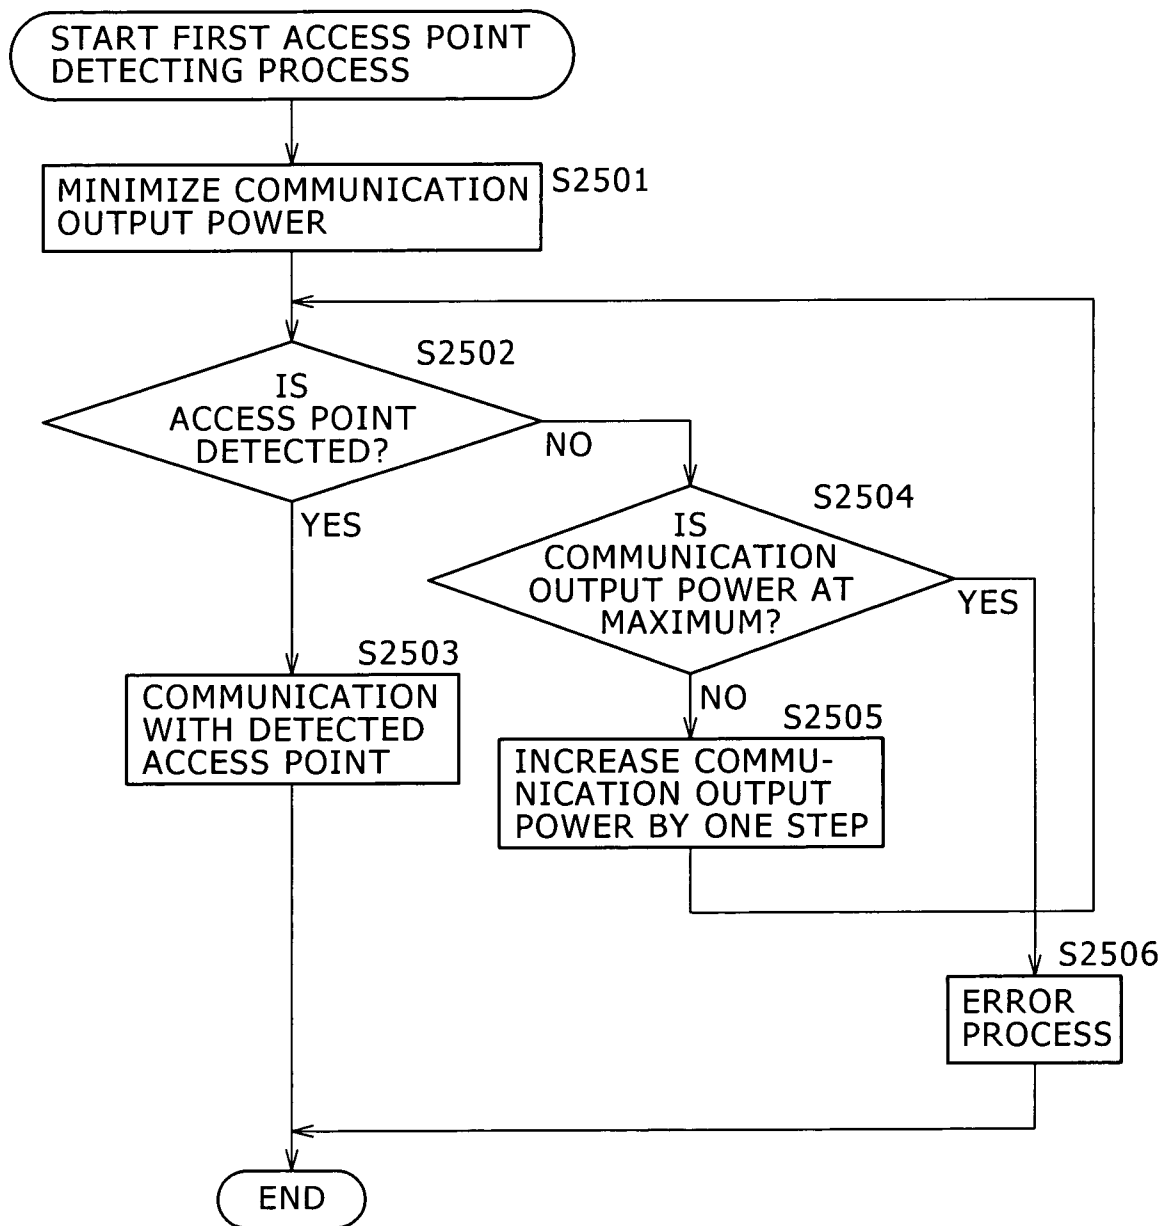 START FIRST ACCESS POINT
DETECTING PROCESS
MINIMIZE COMMUNICATION
OUTPUT POWER
S2501
S2502
IS
ACCESS POINT
DETECTED?
NO
YES
S2504
IS
COMMUNICATION
OUTPUT POWER AT
MAXIMUM?
YES
NO
S2503
COMMUNICATION
WITH DETECTED
ACCESS POINT
S2505
INCREASE COMMU-
NICATION OUTPUT
POWER BY ONE STEP
S2506
ERROR
PROCESS
END